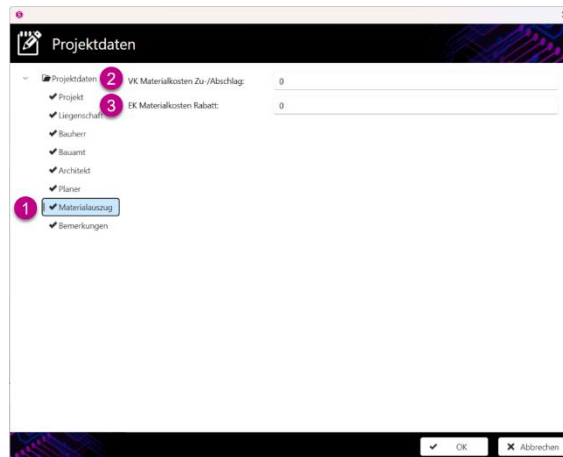 Projektdaten
Projektdaten
2 VK Materialkosten Zu-/Abschlag: 0
Projekt
3 EK Materialkosten Rabatt: 0
Liegenschaft
Bauherr
Bauamt
Architekt
Planer
1 Materialauszug
Bemerkungen
OK Abbrechen